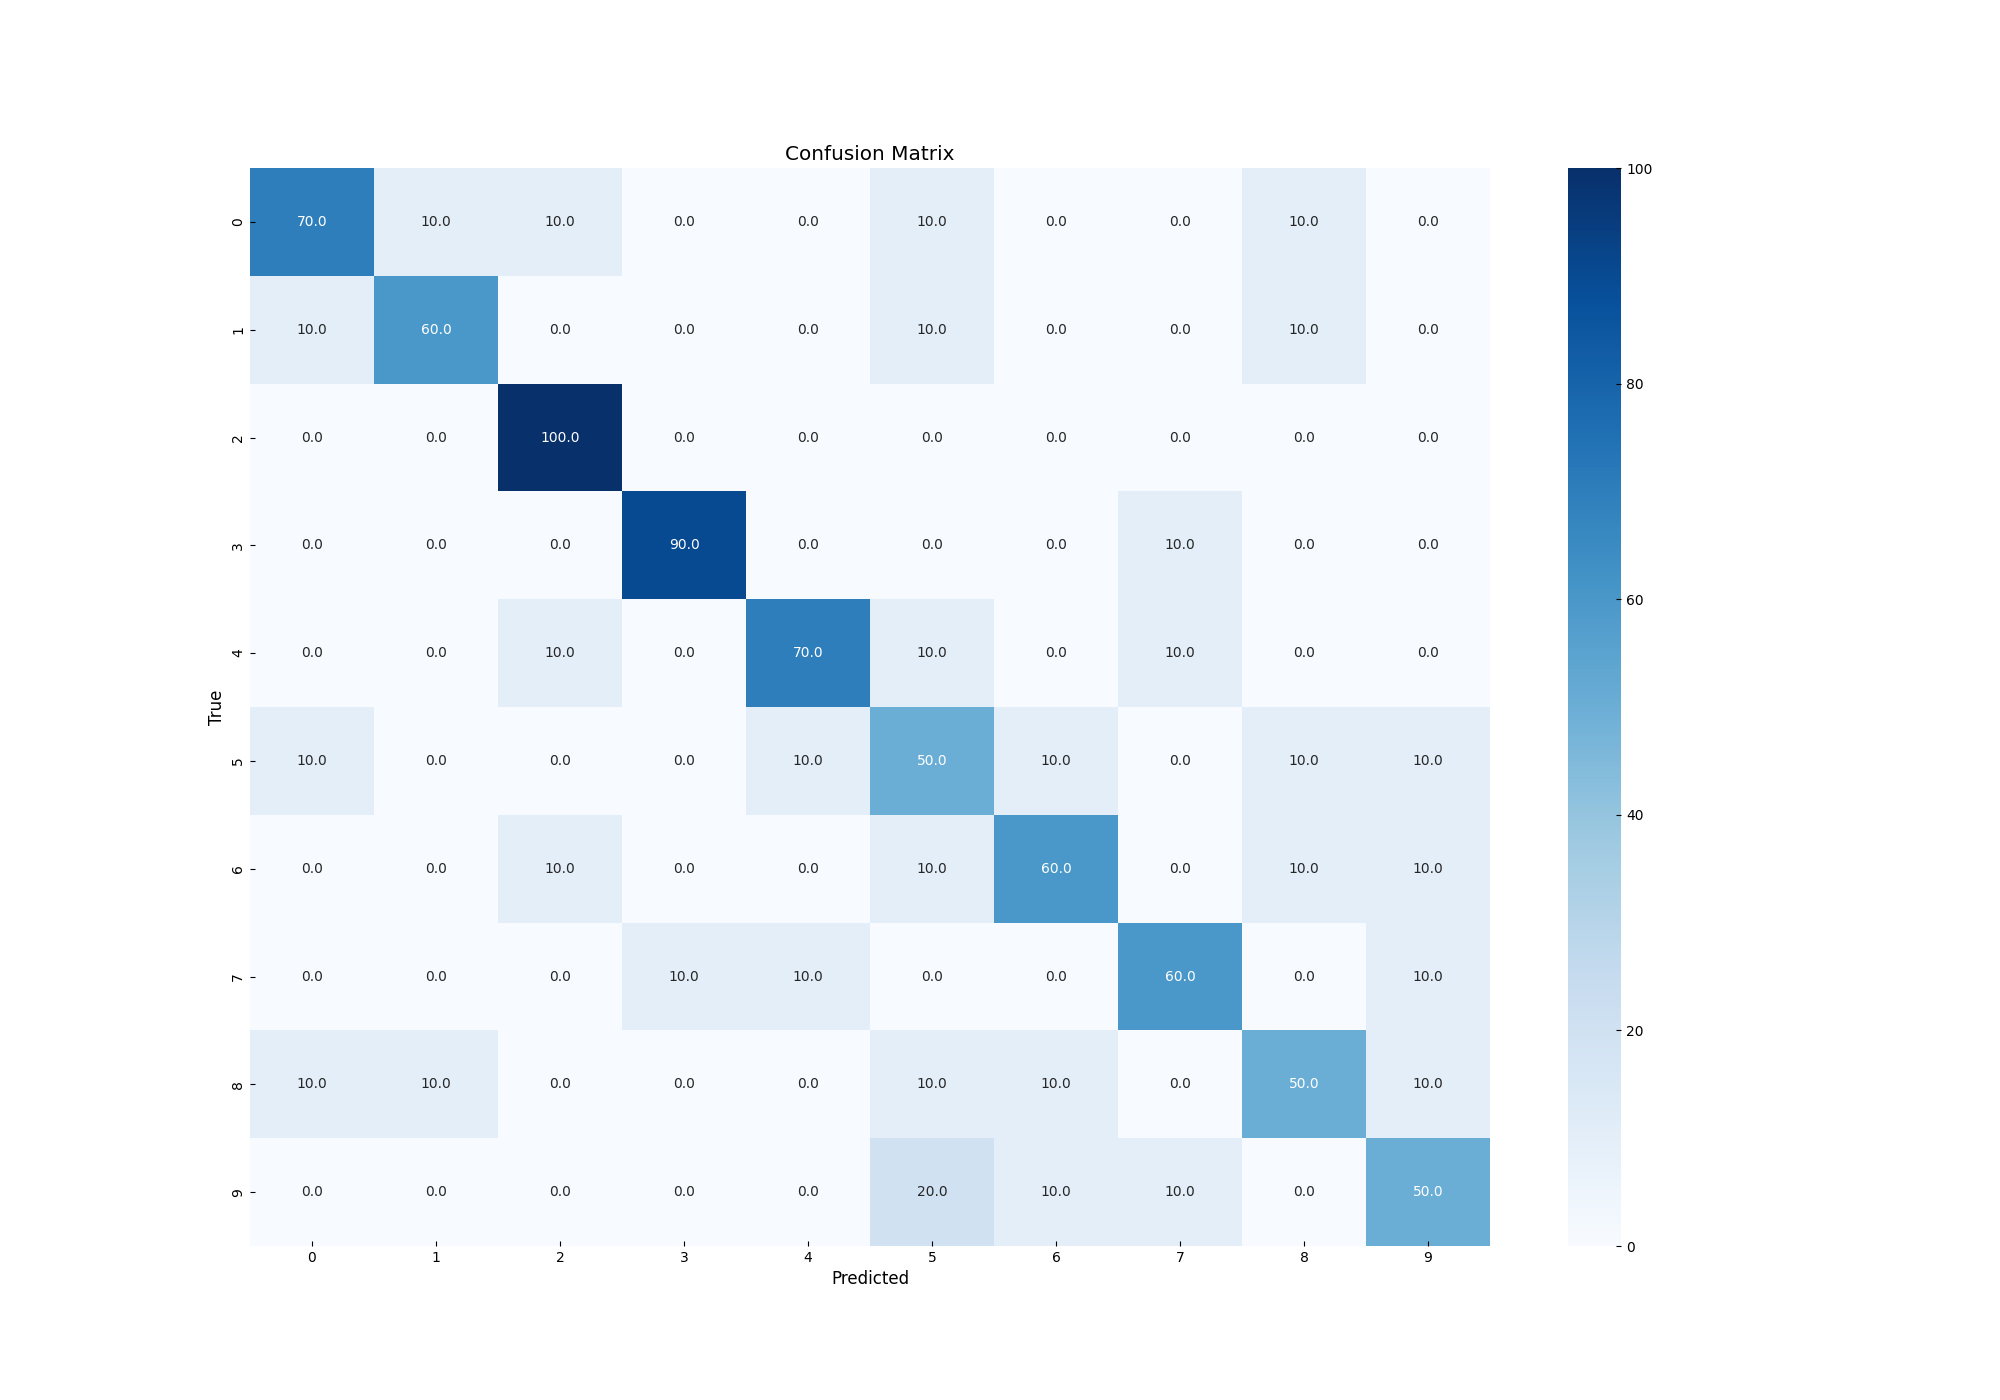 Confusion Matrix
0 70.0 10.0 10.0 0.0 0.0 10.0 0.0 0.0 10.0 0.0
1 10.0 60.0 0.0 0.0 0.0 10.0 0.0 0.0 10.0 0.0
2 0.0 0.0 100.0 0.0 0.0 0.0 0.0 0.0 0.0 0.0
3 0.0 0.0 0.0 90.0 0.0 0.0 0.0 10.0 0.0 0.0
4 0.0 0.0 10.0 0.0 70.0 10.0 0.0 10.0 0.0 0.0
True
5 10.0 0.0 0.0 0.0 10.0 50.0 10.0 0.0 10.0 10.0
6 0.0 0.0 10.0 0.0 0.0 10.0 60.0 0.0 10.0 10.0
7 0.0 0.0 0.0 10.0 10.0 0.0 0.0 60.0 0.0 10.0
8 10.0 10.0 0.0 0.0 0.0 10.0 10.0 0.0 50.0 10.0
9 0.0 0.0 0.0 0.0 0.0 20.0 10.0 10.0 0.0 50.0
0 1 2 3 4 5 6 7 8 9
Predicted
100
80
60
40
20
0